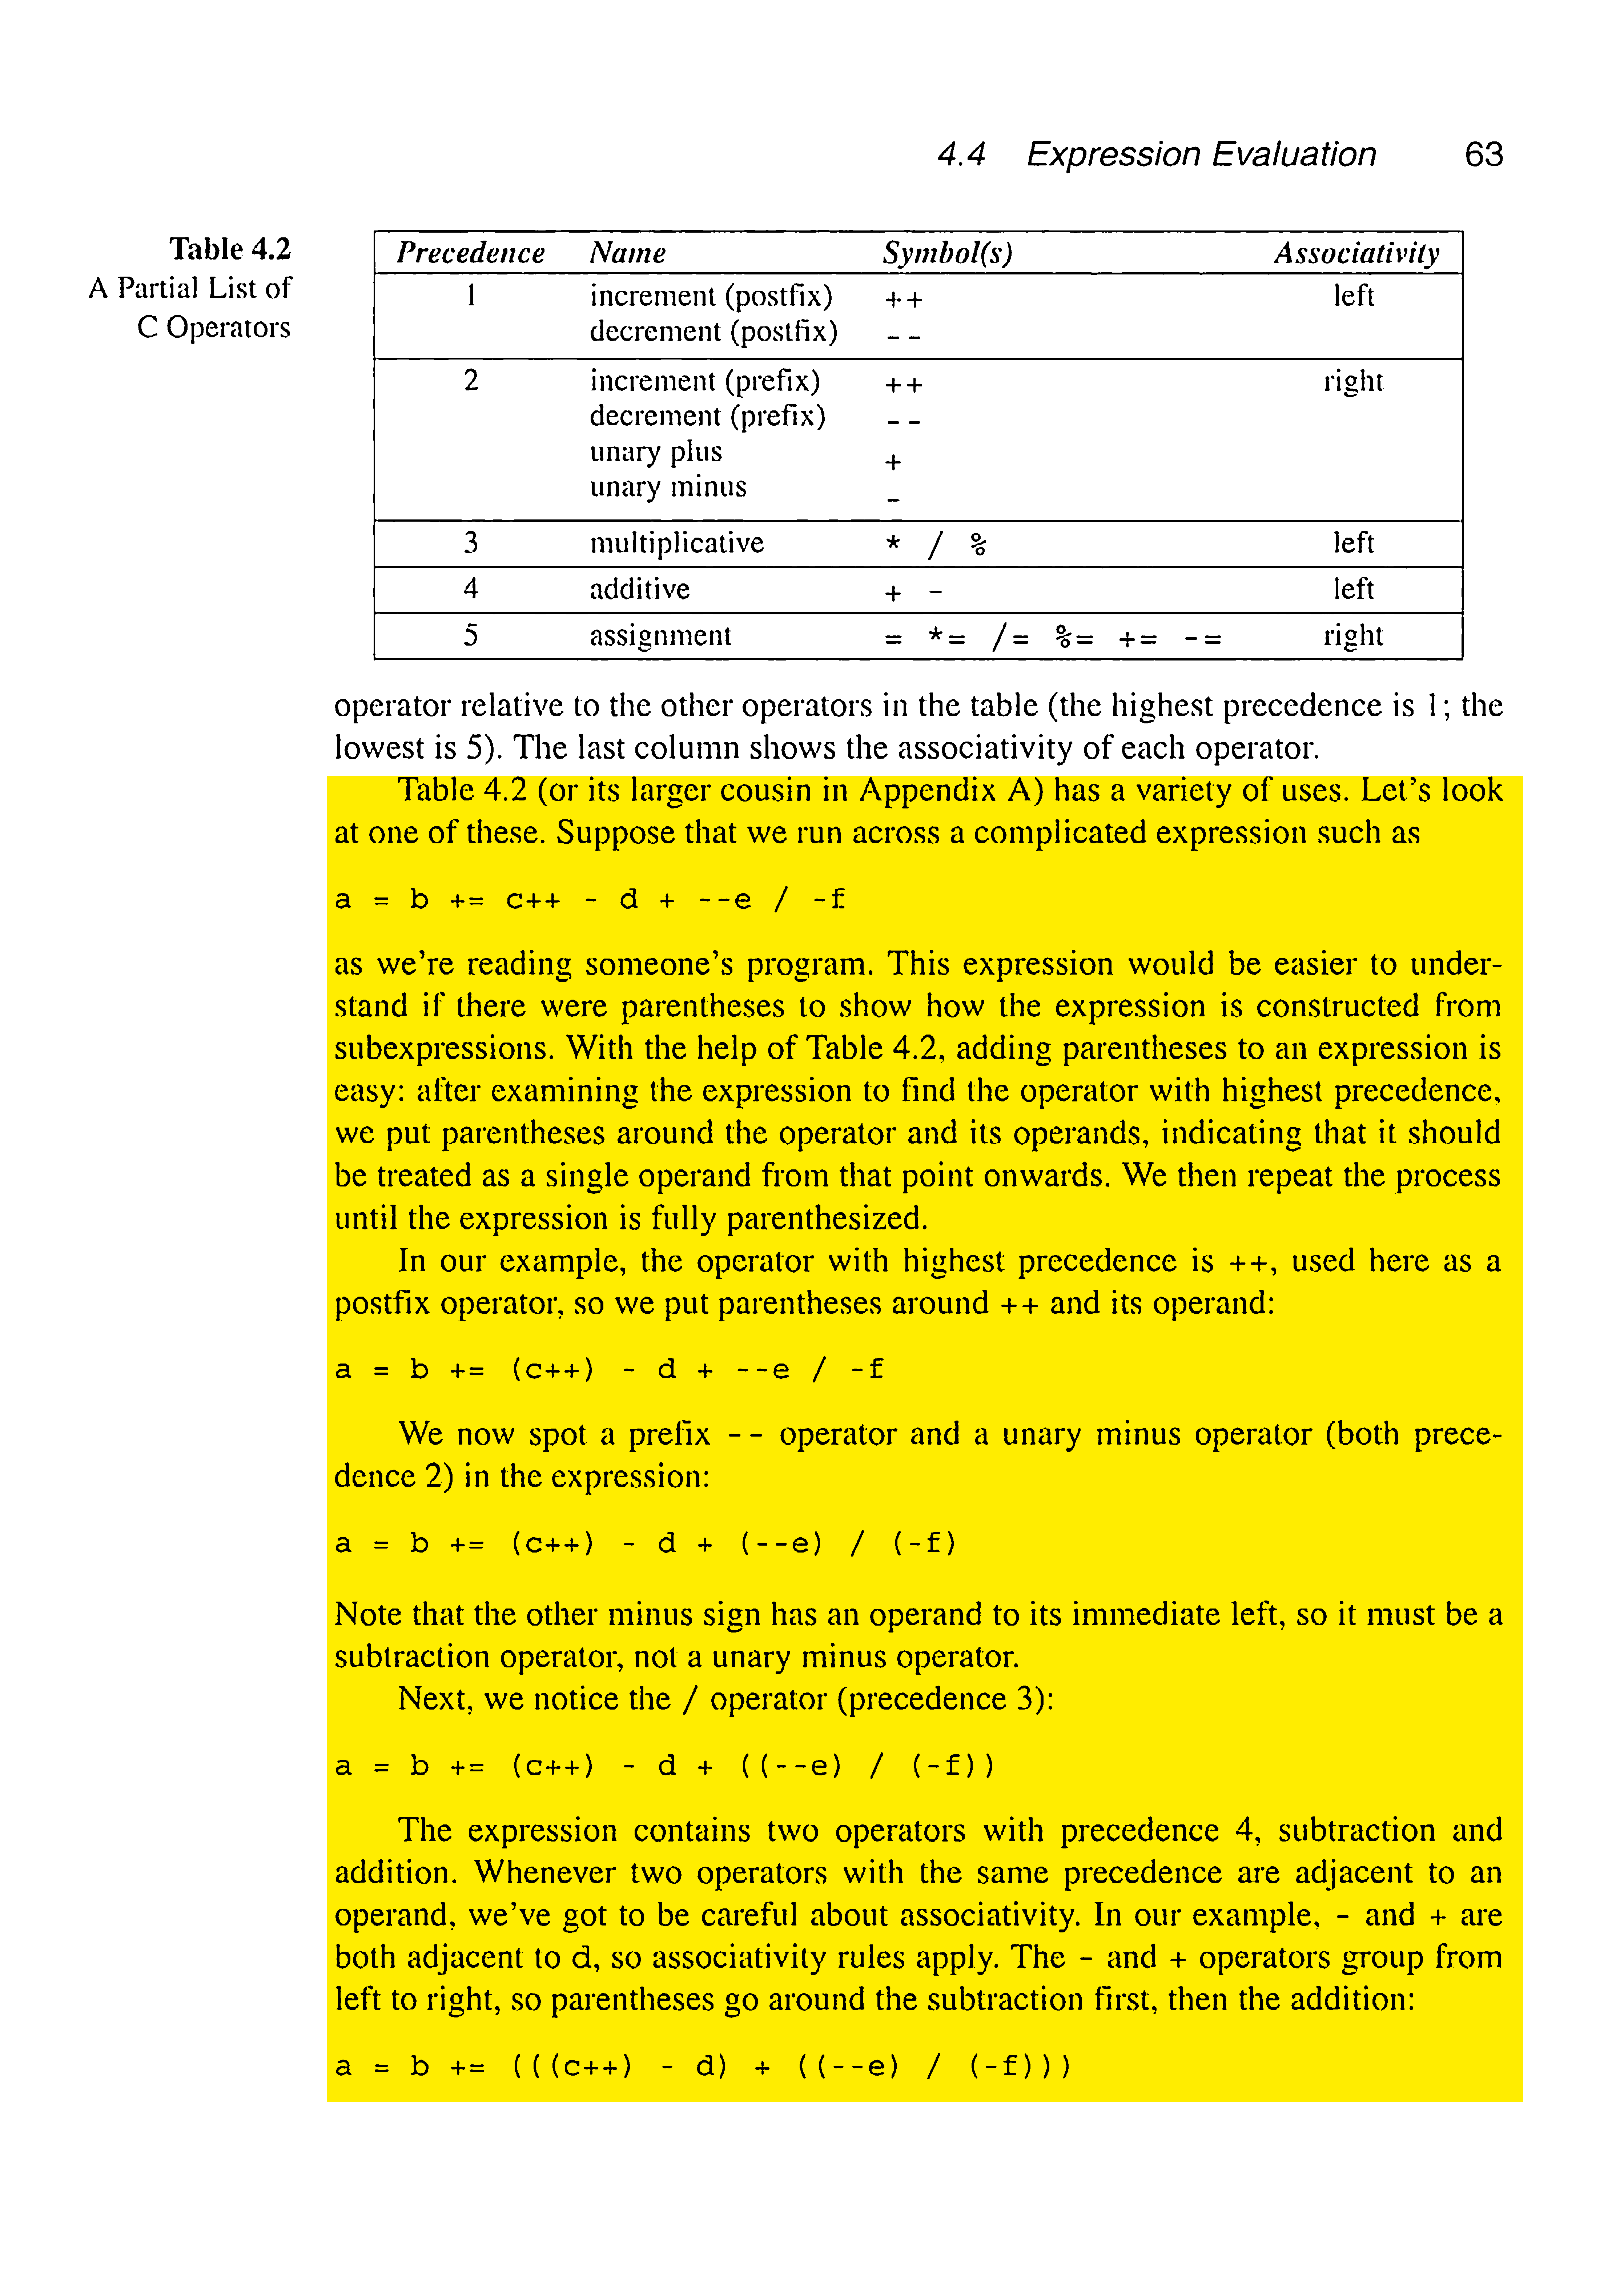 4.4 Expression Evaluation 63
Table 4.2
A Partial List of
C Operators
Precedence Name Symbol(s) Associativity
1 increment (postfix) ++ left
decrement (postfix) --
2 increment (prefix) ++ right
decrement (prefix) --
unary plus +
unary minus -
3 multiplicative * / % left
4 additive + - left
5 assignment = *= /= %= += -= right
operator relative to the other operators in the table (the highest precedence is 1; the
lowest is 5). The last column shows the associativity of each operator.
Table 4.2 (or its larger cousin in Appendix A) has a variety of uses. Let's look
at one of these. Suppose that we run across a complicated expression such as
a = b += c++ - d + --e / -f
as we're reading someone's program. This expression would be easier to under-
stand if there were parentheses to show how the expression is constructed from
subexpressions. With the help of Table 4.2, adding parentheses to an expression is
easy: after examining the expression to find the operator with highest precedence,
we put parentheses around the operator and its operands, indicating that it should
be treated as a single operand from that point onwards. We then repeat the process
until the expression is fully parenthesized.
In our example, the operator with highest precedence is ++, used here as a
postfix operator, so we put parentheses around ++ and its operand:
a = b += (c++) - d + --e / -f
We now spot a prefix -- operator and a unary minus operator (both prece-
dence 2) in the expression:
a = b += (c++) - d + (--e) / (-f)
Note that the other minus sign has an operand to its immediate left, so it must be a
subtraction operator, not a unary minus operator.
Next, we notice the / operator (precedence 3):
a = b += (c++) - d + ((--e) / (-f))
The expression contains two operators with precedence 4, subtraction and
addition. Whenever two operators with the same precedence are adjacent to an
operand, we've got to be careful about associativity. In our example, - and + are
both adjacent to d, so associativity rules apply. The - and + operators group from
left to right, so parentheses go around the subtraction first, then the addition:
a = b += (((c++) - d) + ((--e) / (-f)))